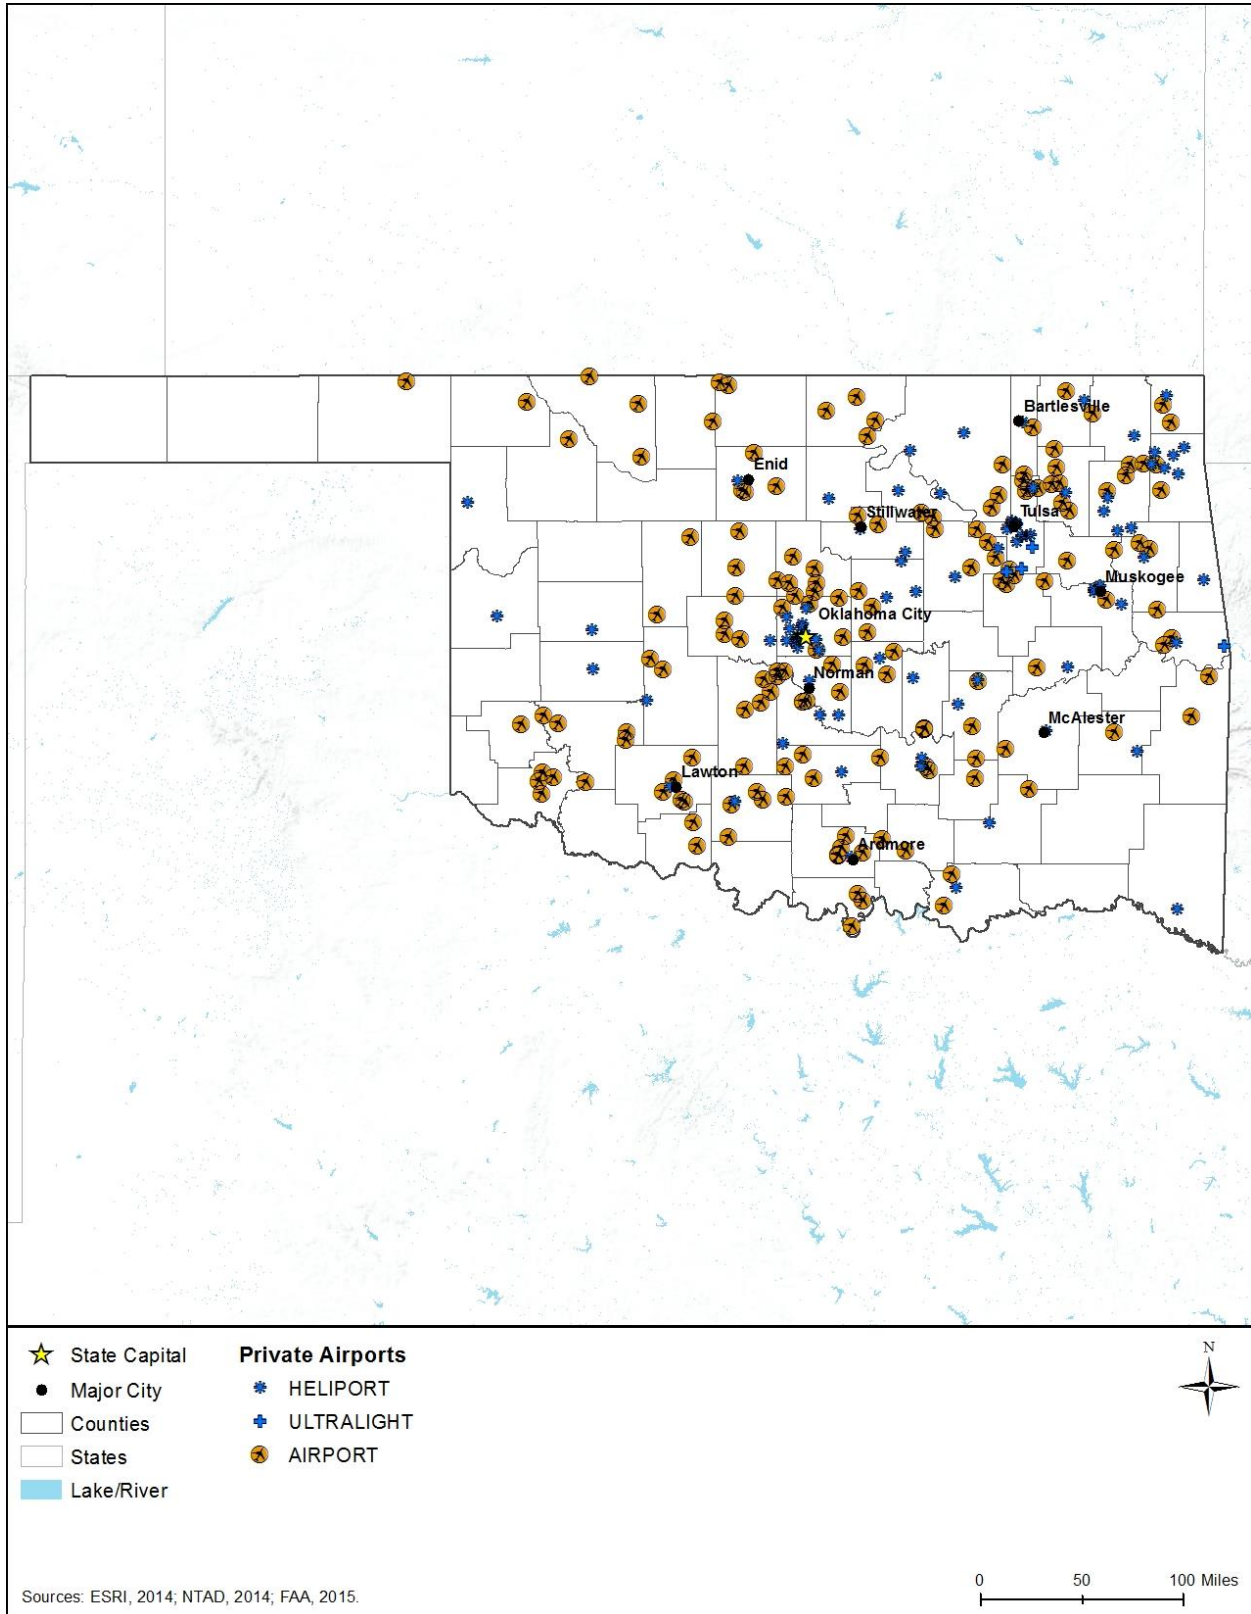 Bartlesville
Enid
Stillwater
Tulsa
Muskogee
Oklahoma City
Norman
McAlester
Lawton
Ardmore
State Capital
Major City
Counties
States
Lake/River
Private Airports
HELIPORT
ULTRALIGHT
AIRPORT
N
Sources: ESRI, 2014; NTAD, 2014; FAA, 2015.
0 50 100 Miles